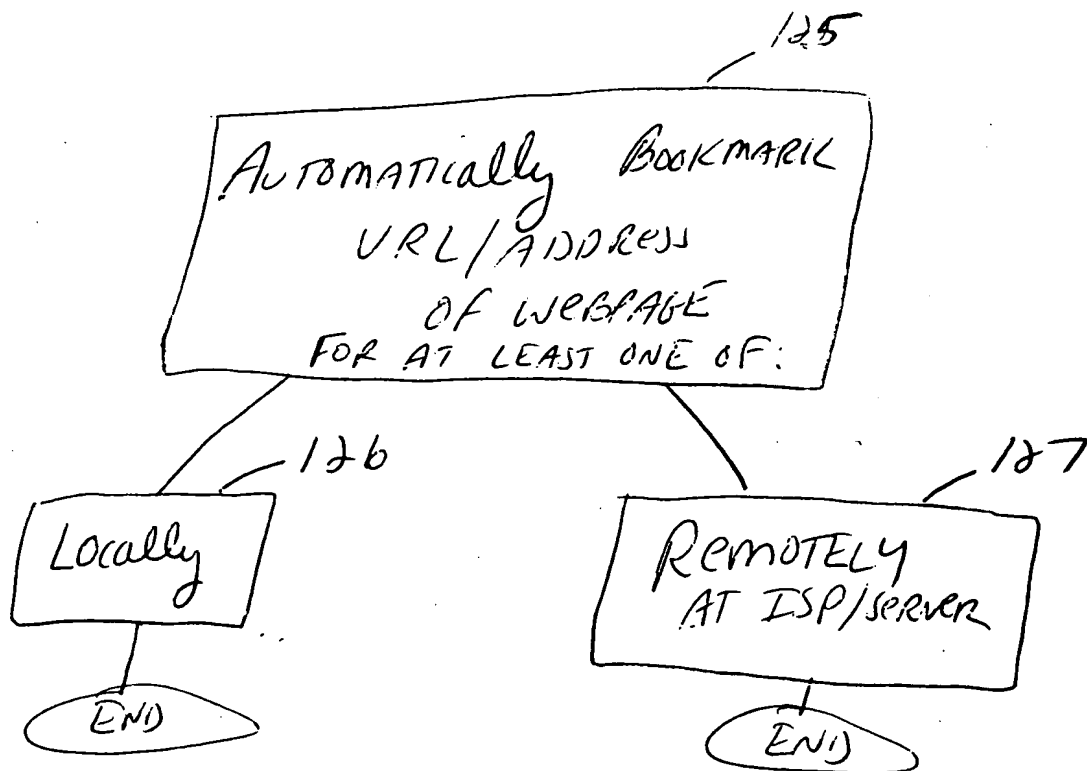 125
Automatically Bookmark
URL/ADDRESS
OF WEBPAGE
FOR AT LEAST ONE OF:
126
127
Locally
Remotely
AT ISP/SERVER
END
END